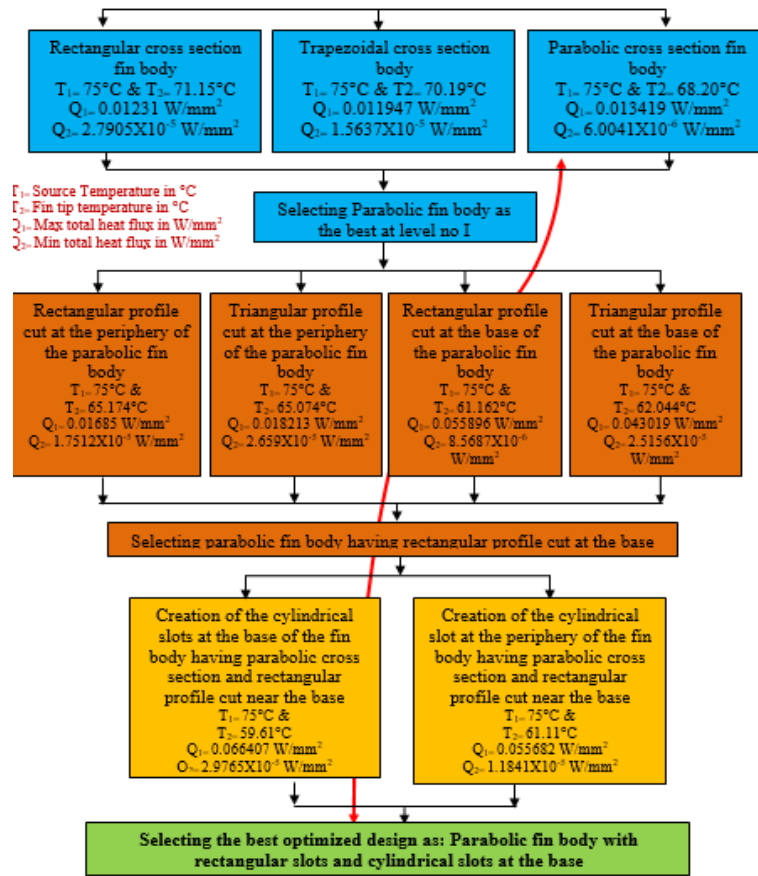 Rectangular cross section
fin body
T₁= 75°C & T₂= 71.15°C
Q₁= 0.01231 W/mm²
Q₂= 2.7905X10⁻⁵ W/mm²
Trapezoidal cross section
body
T₁= 75°C & T2= 70.19°C
Q₁= 0.011947 W/mm²
Q₂= 1.5637X10⁻⁵ W/mm²
Parabolic cross section fin
body
T₁= 75°C & T2= 68.20°C
Q₁= 0.013419 W/mm²
Q₂= 6.0041X10⁻⁶ W/mm²
T₁= Source Temperature in °C
T₂= Fin tip temperature in °C
Q₁= Max total heat flux in W/mm²
Q₂= Min total heat flux in W/mm²
Selecting Parabolic fin body as
the best at level no I
Rectangular profile
cut at the periphery of
the parabolic fin
body
T₁= 75°C &
T₂= 65.174°C
Q₁= 0.01685 W/mm²
Q₂= 1.7512X10⁻⁵ W/mm²
Triangular profile
cut at the periphery
of the parabolic fin
body
T₁= 75°C &
T₂= 65.074°C
Q₁= 0.018213 W/mm²
Q₂= 2.659X10⁻⁵ W/mm²
Rectangular profile
cut at the base of
the parabolic fin
body
T₁= 75°C &
T₂= 61.162°C
Q₁= 0.055896 W/mm²
Q₂= 8.5687X10⁻⁶
W/mm²
Triangular profile
cut at the base of
the parabolic fin
body
T₁= 75°C &
T₂= 62.044°C
Q₁= 0.043019 W/mm²
Q₂= 2.5156X10⁻⁵
W/mm²
Selecting parabolic fin body having rectangular profile cut at the base
Creation of the cylindrical
slots at the base of the fin
body having parabolic cross
section and rectangular
profile cut near the base
T₁= 75°C &
T₂= 59.61°C
Q₁= 0.066407 W/mm²
Q₂= 2.9765X10⁻⁵ W/mm²
Creation of the cylindrical
slot at the periphery of the fin
body having parabolic cross
section and rectangular
profile cut near the base
T₁= 75°C &
T₂= 61.11°C
Q₁= 0.055682 W/mm²
Q₂= 1.1841X10⁻⁵ W/mm²
Selecting the best optimized design as: Parabolic fin body with
rectangular slots and cylindrical slots at the base